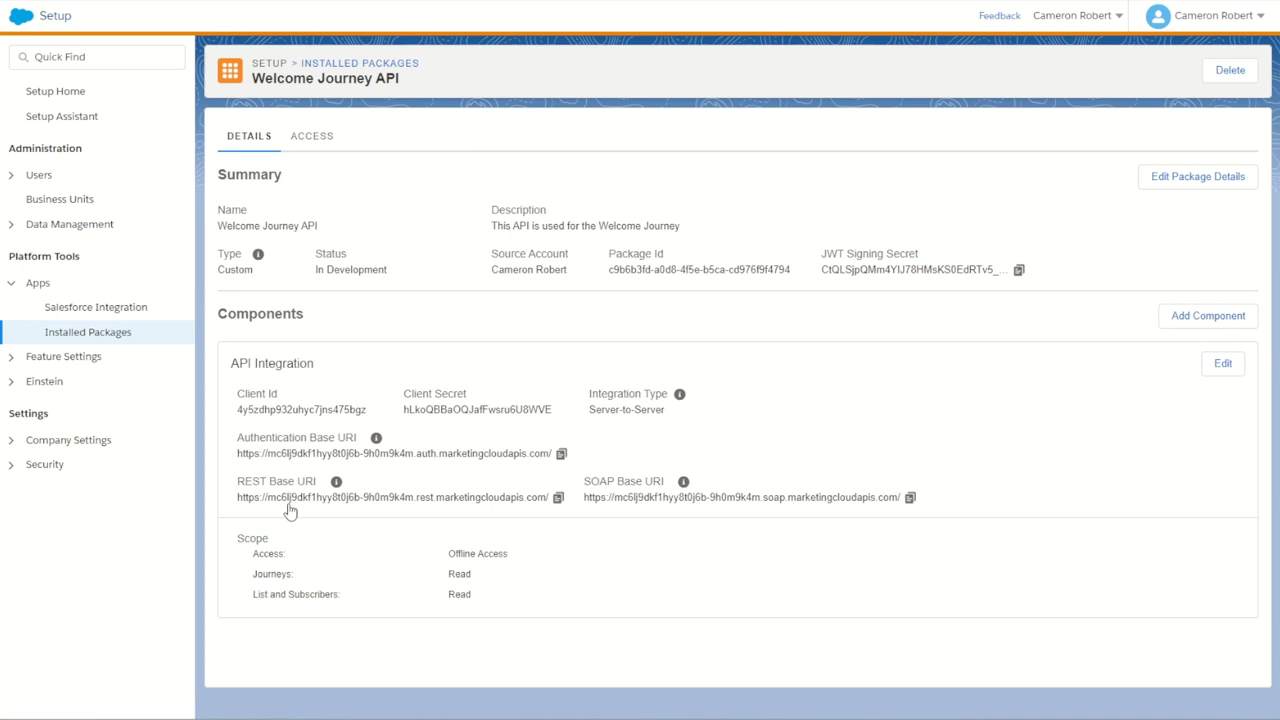 Setup
Feedback
Cameron Robert
Cameron Robert
Quick Find
Setup Home
Setup Assistant
Administration
Users
Business Units
Data Management
Platform Tools
Apps
Salesforce Integration
Installed Packages
Feature Settings
Einstein
Settings
Company Settings
Security
SETUP > INSTALLED PACKAGES
Welcome Journey API
Delete
DETAILS ACCESS
Summary
Edit Package Details
Name Description
Welcome Journey API This API is used for the Welcome Journey
Type Status Source Account Package Id JWT Signing Secret
Custom In Development Cameron Robert c9b6b3fd-a0d8-4f5e-b5ca-cd976f9f4794 CtQLSjpQMm4YIJ78HMsKS0EdRTv5_...
Components
Add Component
API Integration
Edit
Client Id Client Secret Integration Type
4y5zdhp932uhyc7jns475bgz hLkoQBBaOQJafFwsru6U8WVE Server-to-Server
Authentication Base URI
https://mc6lj9dkf1hyy8t0j6b-9h0m9k4m.auth.marketingcloudapis.com/
REST Base URI SOAP Base URI
https://mc6lj9dkf1hyy8t0j6b-9h0m9k4m.rest.marketingcloudapis.com/ https://mc6lj9dkf1hyy8t0j6b-9h0m9k4m.soap.marketingcloudapis.com/
Scope
Access: Offline Access
Journeys: Read
List and Subscribers: Read